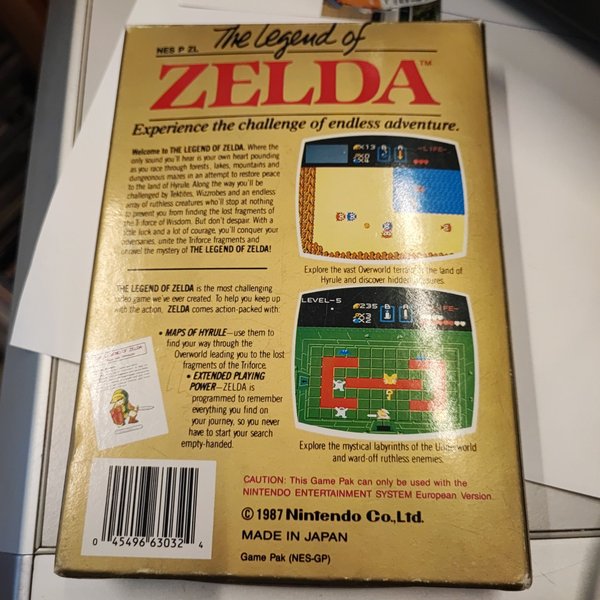 NES P ZL
The Legend of
ZELDA™
Experience the challenge of endless adventure.
Welcome to THE LEGEND OF ZELDA. Where the
only sound you'll hear is your own heart pounding
as you race through forests, lakes, mountains and
dungeonous mazes in an attempt to restore peace
to the land of Hyrule. Along the way you'll be
challenged by Tektites, Wizzrobes and an endless
array of ruthless creatures who'll stop at nothing
to prevent you from finding the lost fragments of
the Triforce of Wisdom. But don't despair. With a
little luck and a lot of courage, you'll conquer your
adversaries, unite the Triforce fragments and
unravel the mystery of THE LEGEND OF ZELDA!
THE LEGEND OF ZELDA is the most challenging
video game we've ever created. To help you keep up
with the action, ZELDA comes action-packed with:
• MAPS OF HYRULE—use them to
find your way through the
Overworld leading you to the lost
fragments of the Triforce.
• EXTENDED PLAYING
POWER—ZELDA is
programmed to remember
everything you find on
your journey, so you never
have to start your search
empty-handed.
X13
B
A
-LIFE-
Explore the vast Overworld terrain in the land of
Hyrule and discover hidden treasures.
LEVEL-5
235
X3
X2
B
A
Explore the mystical labyrinths of the Underworld
and ward-off ruthless enemies.
CAUTION: This Game Pak can only be used with the
NINTENDO ENTERTAINMENT SYSTEM European Version.
© 1987 Nintendo Co., Ltd.
MADE IN JAPAN
Game Pak (NES-GP)
0 45496 63032 4